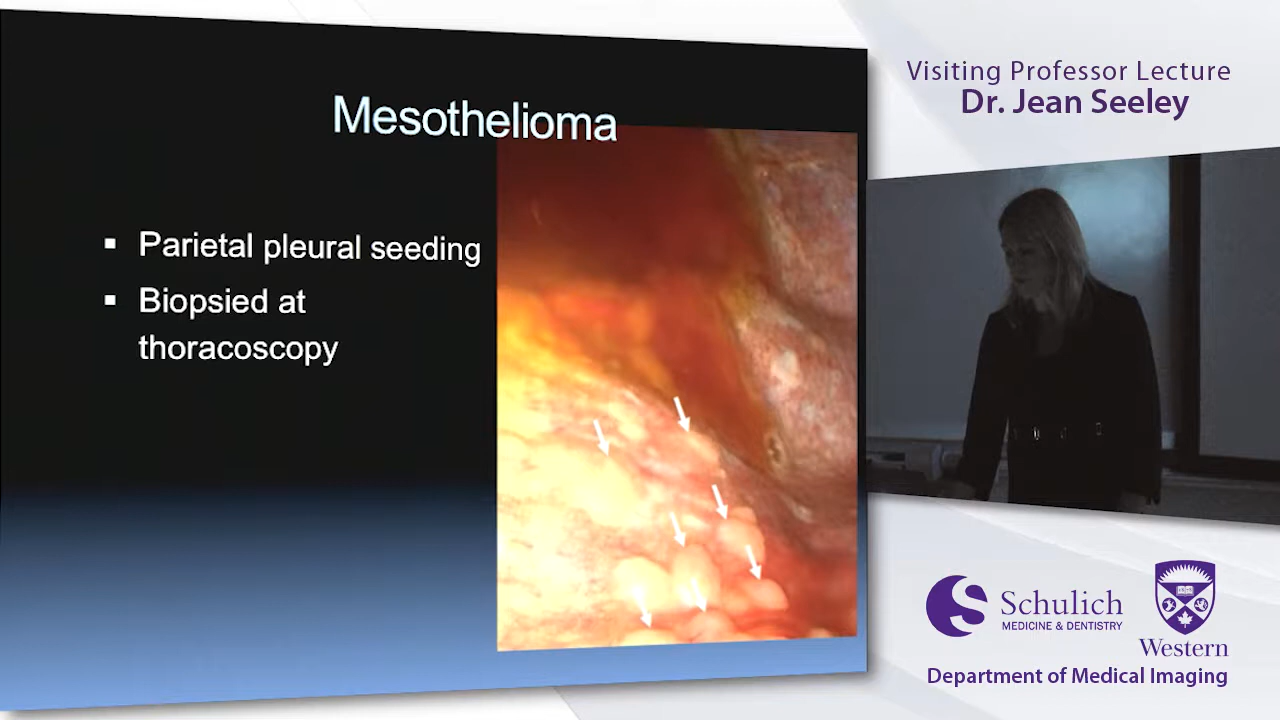 Mesothelioma
▪ Parietal pleural seeding
▪ Biopsied at
thoracoscopy
Visiting Professor Lecture
Dr. Jean Seeley
Schulich
MEDICINE & DENTISTRY
Western
Department of Medical Imaging